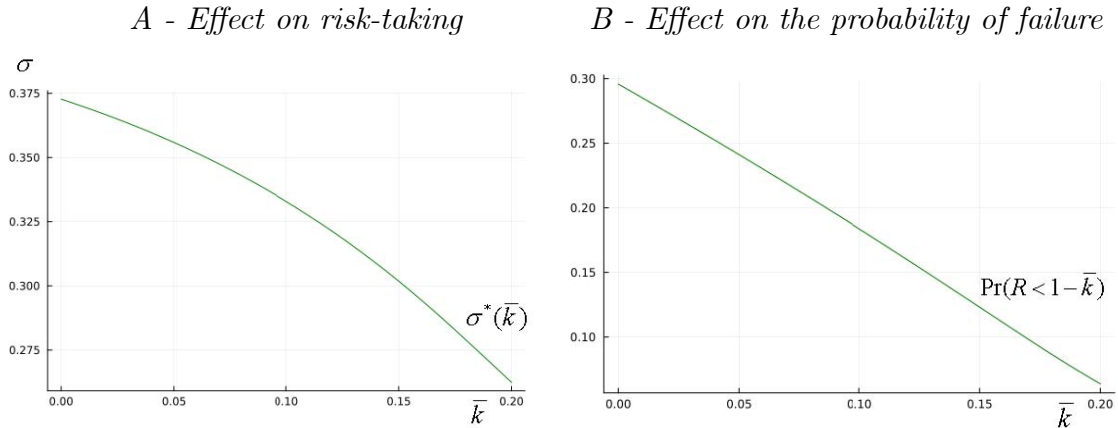 A - Effect on risk-taking
σ
0.375
0.350
0.325
0.300
0.275
0.00 0.05 0.10 0.15 0.20
σ*(k̅)
k̅
B - Effect on the probability of failure
0.30
0.25
0.20
0.15
0.10
0.00 0.05 0.10 0.15 0.20
Pr(R < 1 − k̅)
k̅